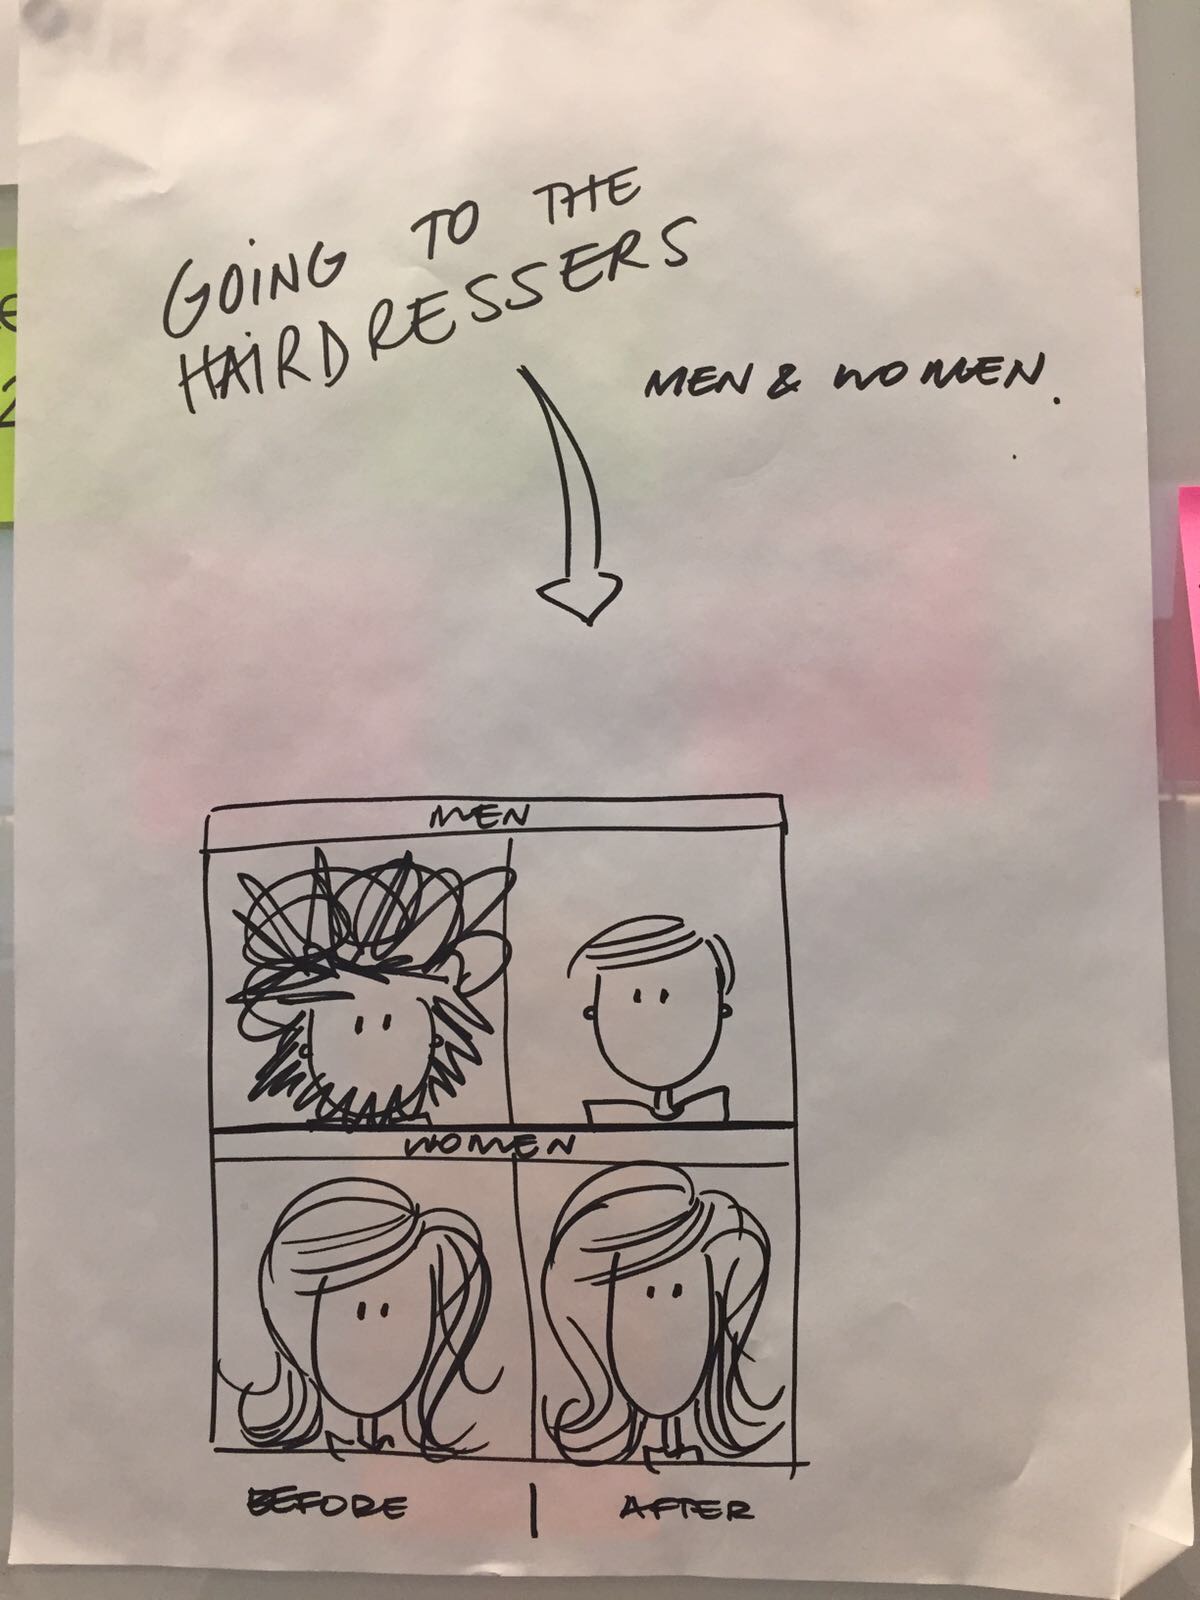 GOING TO THE
HAIRDRESSERS
MEN & WOMEN.
MEN
WOMEN
BEFORE | AFTER